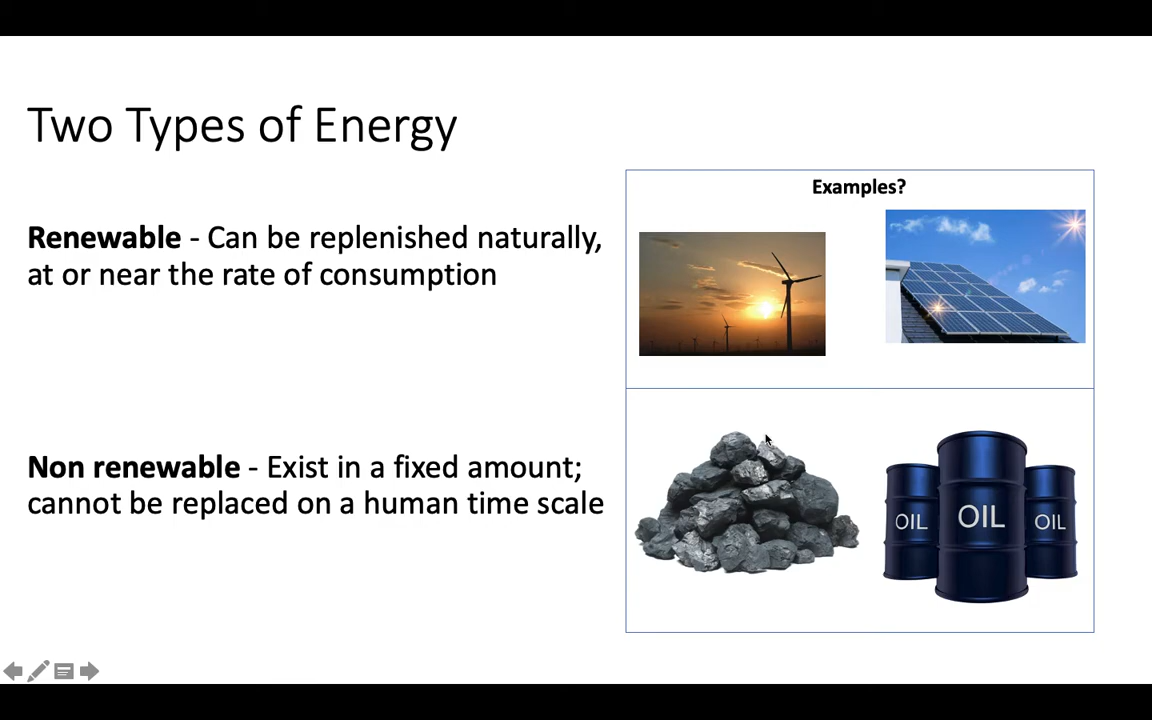 Two Types of Energy
Examples?
Renewable - Can be replenished naturally,
at or near the rate of consumption
Non renewable - Exist in a fixed amount;
cannot be replaced on a human time scale
OIL OIL OIL